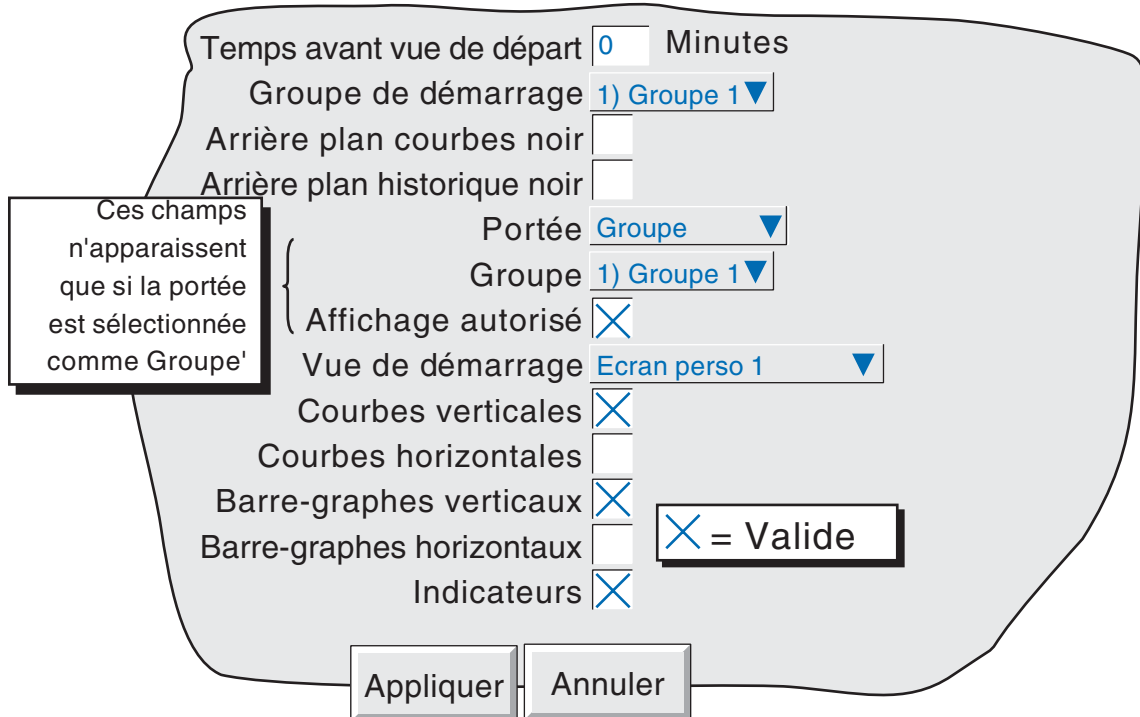 Temps avant vue de départ 0 Minutes
Groupe de démarrage 1) Groupe 1
Arrière plan courbes noir
Arrière plan historique noir
Ces champs
n'apparaissent
que si la portée
est sélectionnée
comme Groupe'
Portée Groupe
Groupe 1) Groupe 1
Affichage autorisé
Vue de démarrage Ecran perso 1
Courbes verticales
Courbes horizontales
Barre-graphes verticaux
Barre-graphes horizontaux
= Valide
Indicateurs
Appliquer Annuler